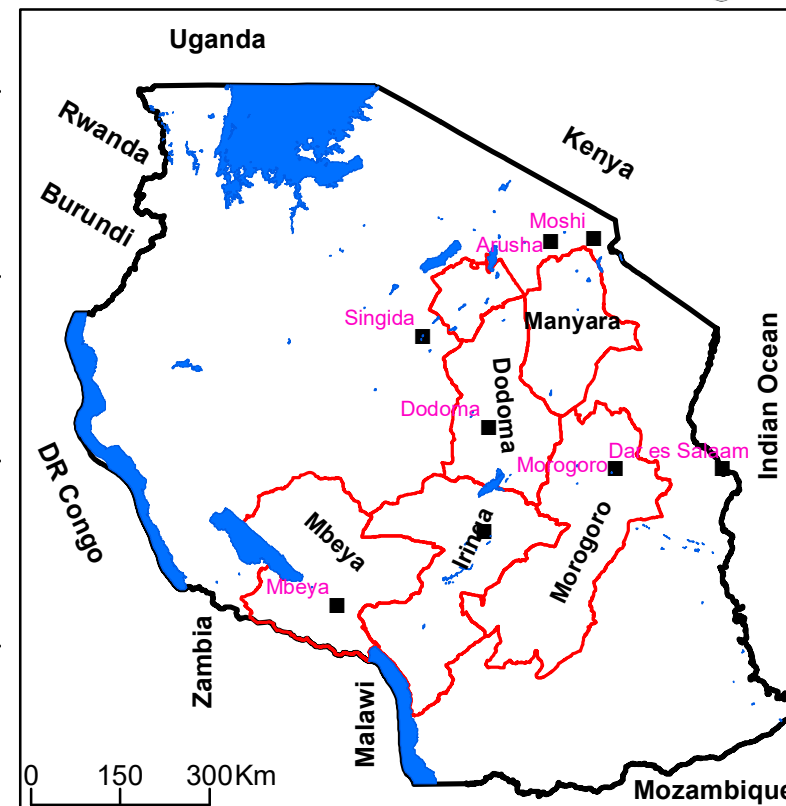 Uganda
Rwanda
Kenya
Burundi
Moshi
Arusha
Singida
Manyara
Indian Ocean
Dodoma
Dodoma
Dar es Salaam
Morogoro
DR Congo
Mbeya
Iringa
Morogoro
Mbeya
Zambia
Malawi
0 150 300Km
Mozambique